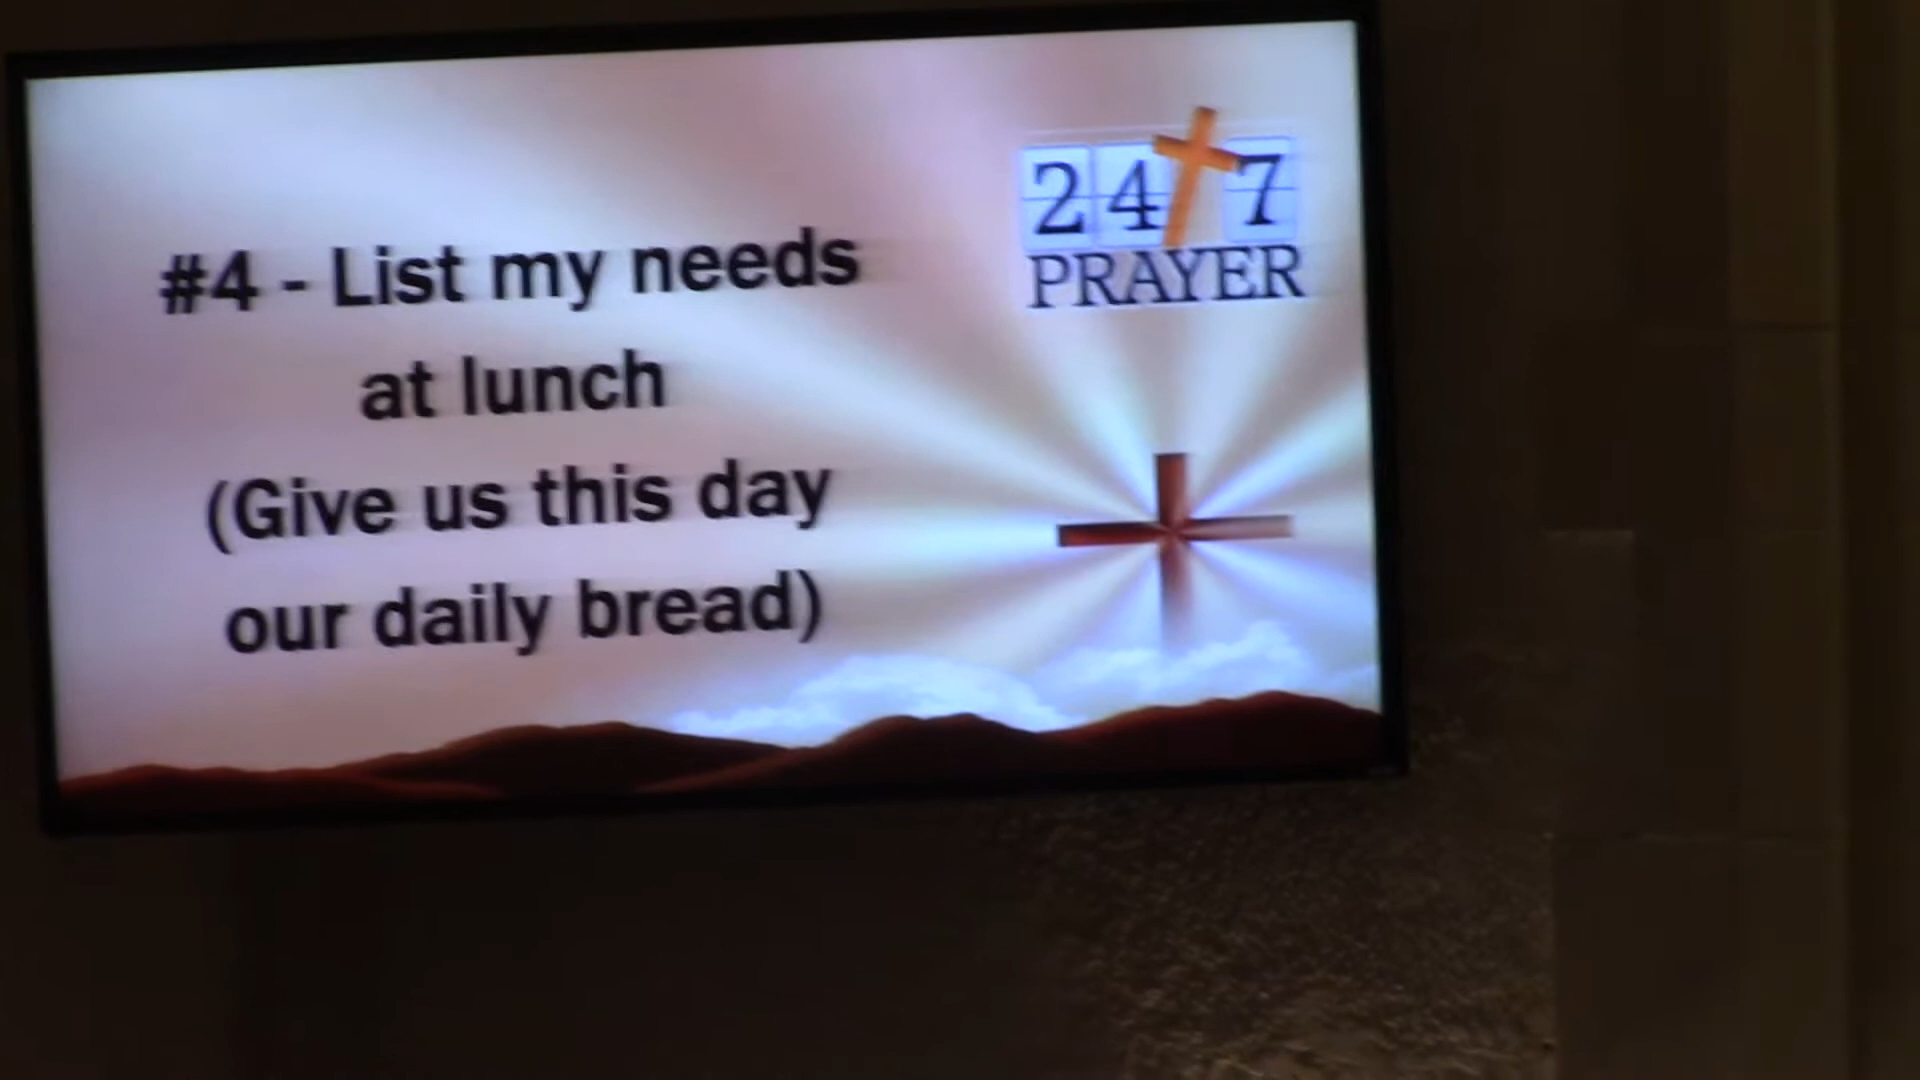 #4 - List my needs
at lunch
(Give us this day
our daily bread)
24 7
PRAYER